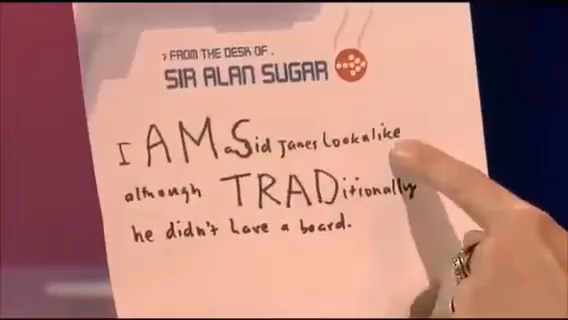 › FROM THE DESK OF .
SIR ALAN SUGAR
I AM a Sid James Lookalike
although TRADitionally
he didn't have a beard.